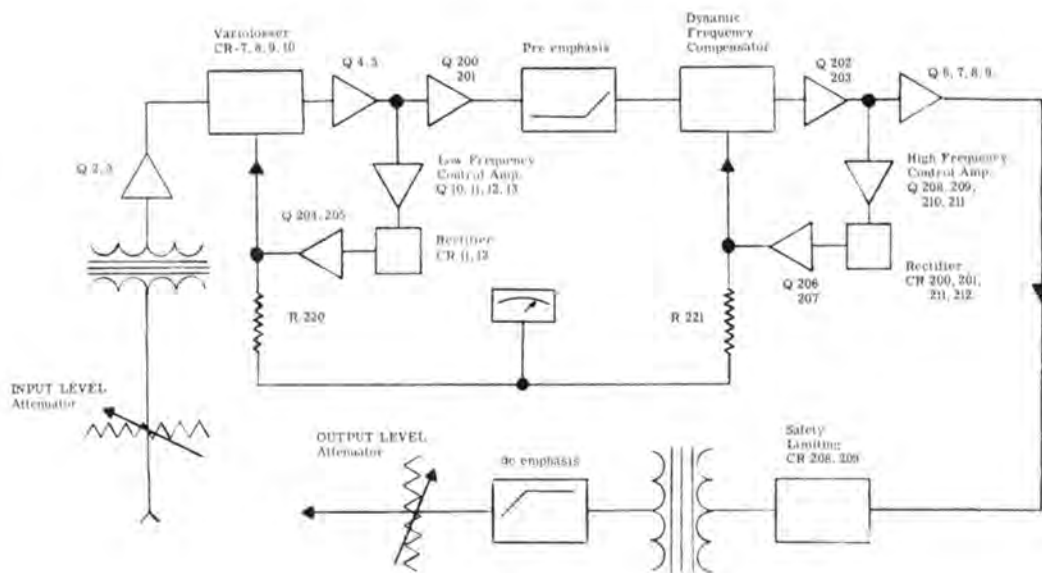 Variolosser
CR-7, 8, 9, 10
Q 4, 5
Q 200
201
Pre emphasis
Dynamic
Frequency
Compensator
Q 202
203
Q 6, 7, 8, 9
Q 2, 3
Low Frequency
Control Amp.
Q 10, 11, 12, 13
High Frequency
Control Amp.
Q 208, 209,
210, 211
Q 204, 205
Rectifier
CR 11, 12
Rectifier
CR 200, 201,
211, 212
Q 206
207
R 220
R 221
INPUT LEVEL
Attenuator
OUTPUT LEVEL
Attenuator
de emphasis
Safety
Limiting
CR 208, 209